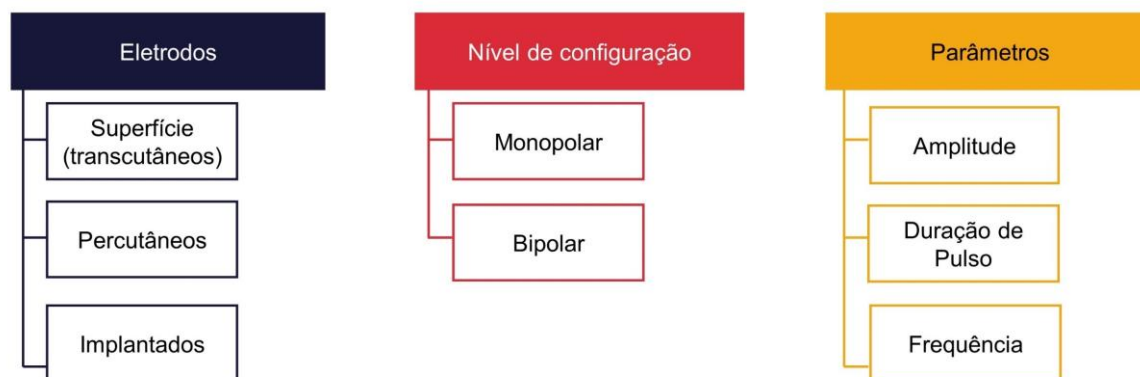 Eletrodos
Superfície
(transcutâneos)
Percutâneos
Implantados
Nível de configuração
Monopolar
Bipolar
Parâmetros
Amplitude
Duração de
Pulso
Frequência